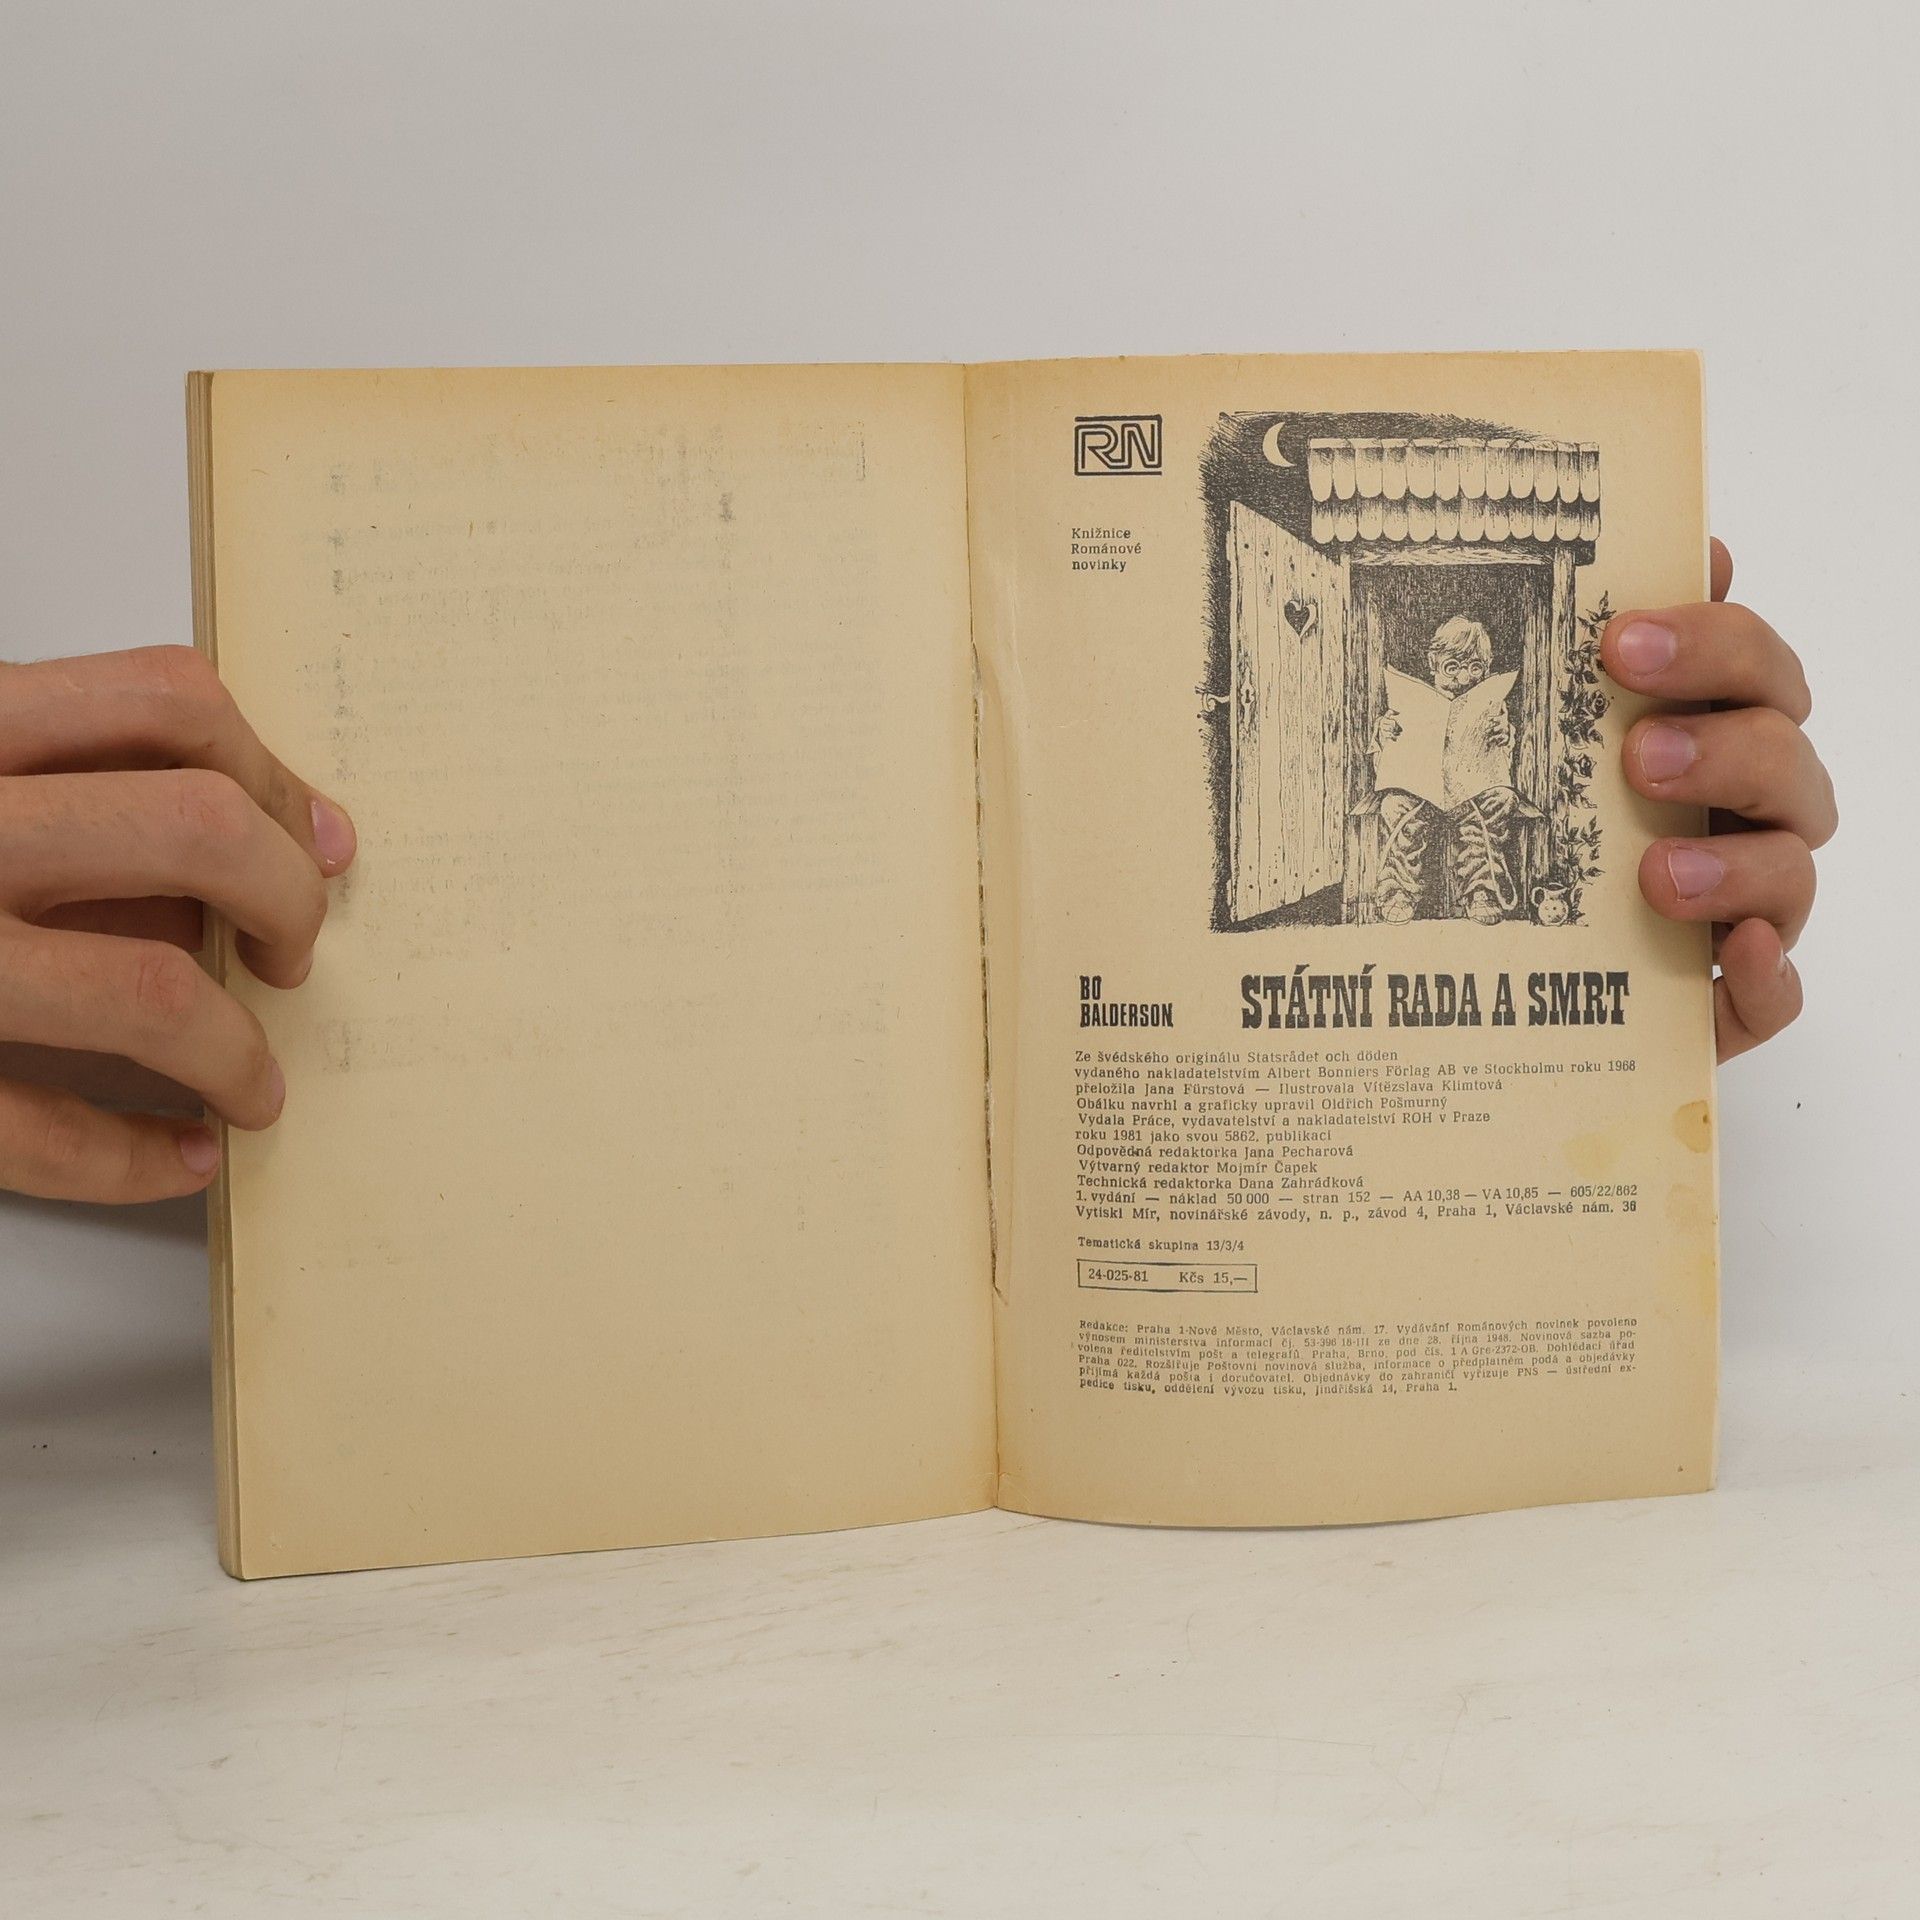 RN
Knižnice
Románové
novinky
BO
BALDERSON
STÁTNÍ RADA A SMRT
Ze švédského originálu Statsrådet och döden
vydaného nakladatelstvím Albert Bonniers Förlag AB ve Stockholmu roku 1968
přeložila Jana Fürstová — Ilustrovala Vítězslava Klimtová
Obálku navrhl a graficky upravil Oldřich Pošmurný
Vydala Práce, vydavatelství a nakladatelství ROH v Praze
roku 1981 jako svou 5862. publikaci
Odpovědná redaktorka Jana Pecharová
Výtvarný redaktor Mojmír Čapek
Technická redaktorka Dana Zahrádková
1. vydání — náklad 50 000 — stran 152 — AA 10,38 — VA 10,85 — 605/22/862
Vytiskl Mír, novinářské závody, n. p., závod 4, Praha 1, Václavské nám. 36
Tematická skupina 13/3/4
24-025-81 Kčs 15,—
Redakce: Praha 1-Nové Město, Václavské nám. 17. Vydávání Románových novinek povoleno
výnosem ministerstva informací čj. 53-396 18-III ze dne 28. října 1948. Novinová sazba po-
volena ředitelstvím pošt a telegrafů, Praha, Brno, pod čís. 1 A Gre-2372-OB. Dohlédací úřad
Praha 022. Rozšiřuje Poštovní novinová služba, informace o předplatném podá a objedávky
přijímá každá pošta i doručovatel. Objednávky do zahraničí vyřizuje PNS — ústřední ex-
pedice tisku, oddělení vývozu tisku, Jindřišská 14, Praha 1.